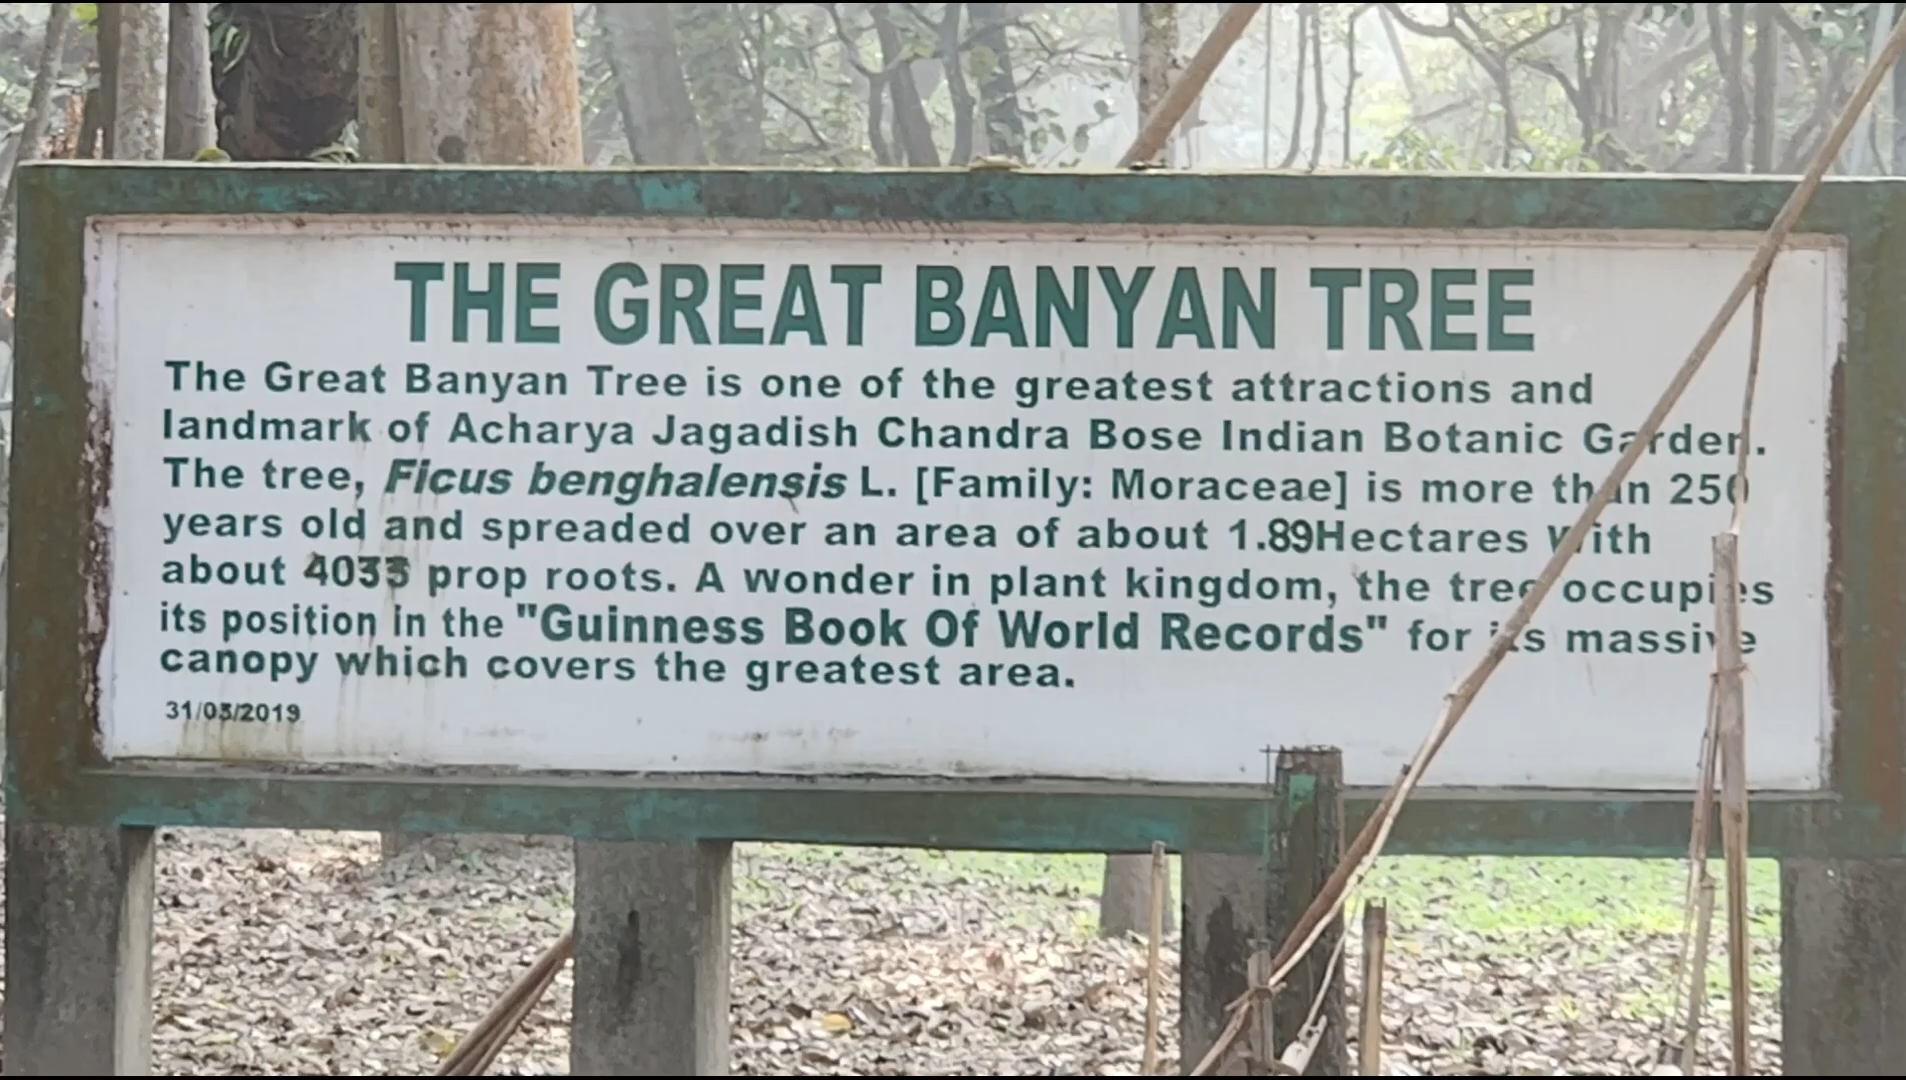 THE GREAT BANYAN TREE
The Great Banyan Tree is one of the greatest attractions and
landmark of Acharya Jagadish Chandra Bose Indian Botanic Garden.
The tree, Ficus benghalensis L. [Family: Moraceae] is more than 250
years old and spreaded over an area of about 1.89Hectares with
about 4033 prop roots. A wonder in plant kingdom, the tree occupies
its position in the "Guinness Book Of World Records" for its massive
canopy which covers the greatest area.
31/03/2019